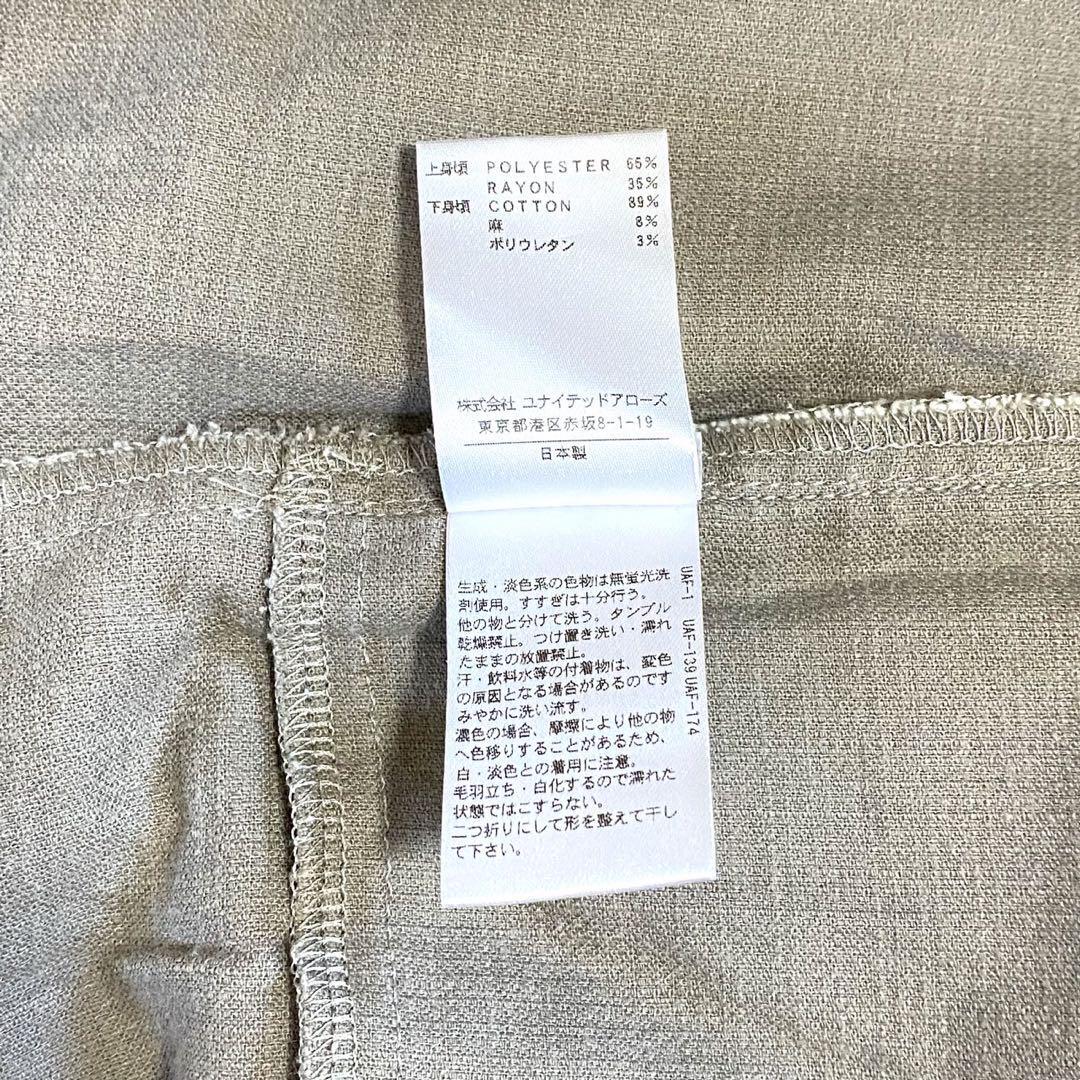 上身頃 POLYESTER 65%
RAYON 35%
下身頃 COTTON 89%
麻 8%
ポリウレタン 3%
株式会社 ユナイテッドアローズ
東京都港区赤坂8-1-19
日本製
生成・淡色系の色物は無蛍光洗
剤使用。すすぎは十分行う。
他の物と分けて洗う。タンブル
乾燥禁止。つけ置き洗い・濡れ
たままの放置禁止。
汗・飲料水等の付着物は、変色
の原因となる場合があるのです
みやかに洗い流す。
濃色の場合、摩擦により他の物
へ色移りすることがあるため、
白・淡色との着用に注意。
毛羽立ち・白化するので濡れた
状態ではこすらない。
二つ折りにして形を整えて干し
て下さい。
UAF-1 UAF-139 UAF-174